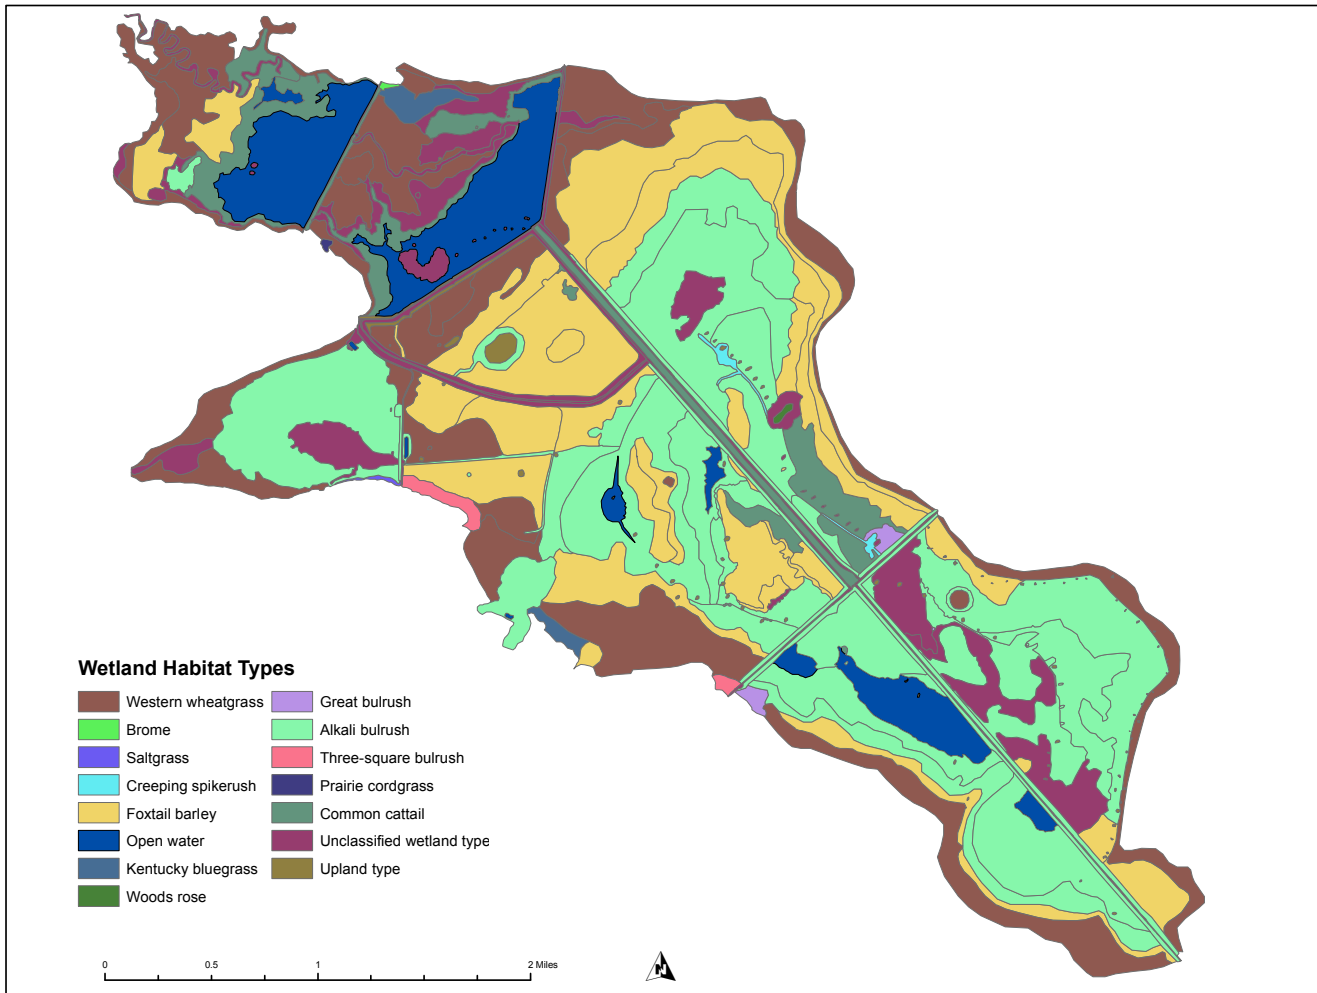 Wetland Habitat Types
Western wheatgrass
Brome
Saltgrass
Creeping spikerush
Foxtail barley
Open water
Kentucky bluegrass
Woods rose
Great bulrush
Alkali bulrush
Three-square bulrush
Prairie cordgrass
Common cattail
Unclassified wetland type
Upland type
0 0.5 1 2 Miles
N